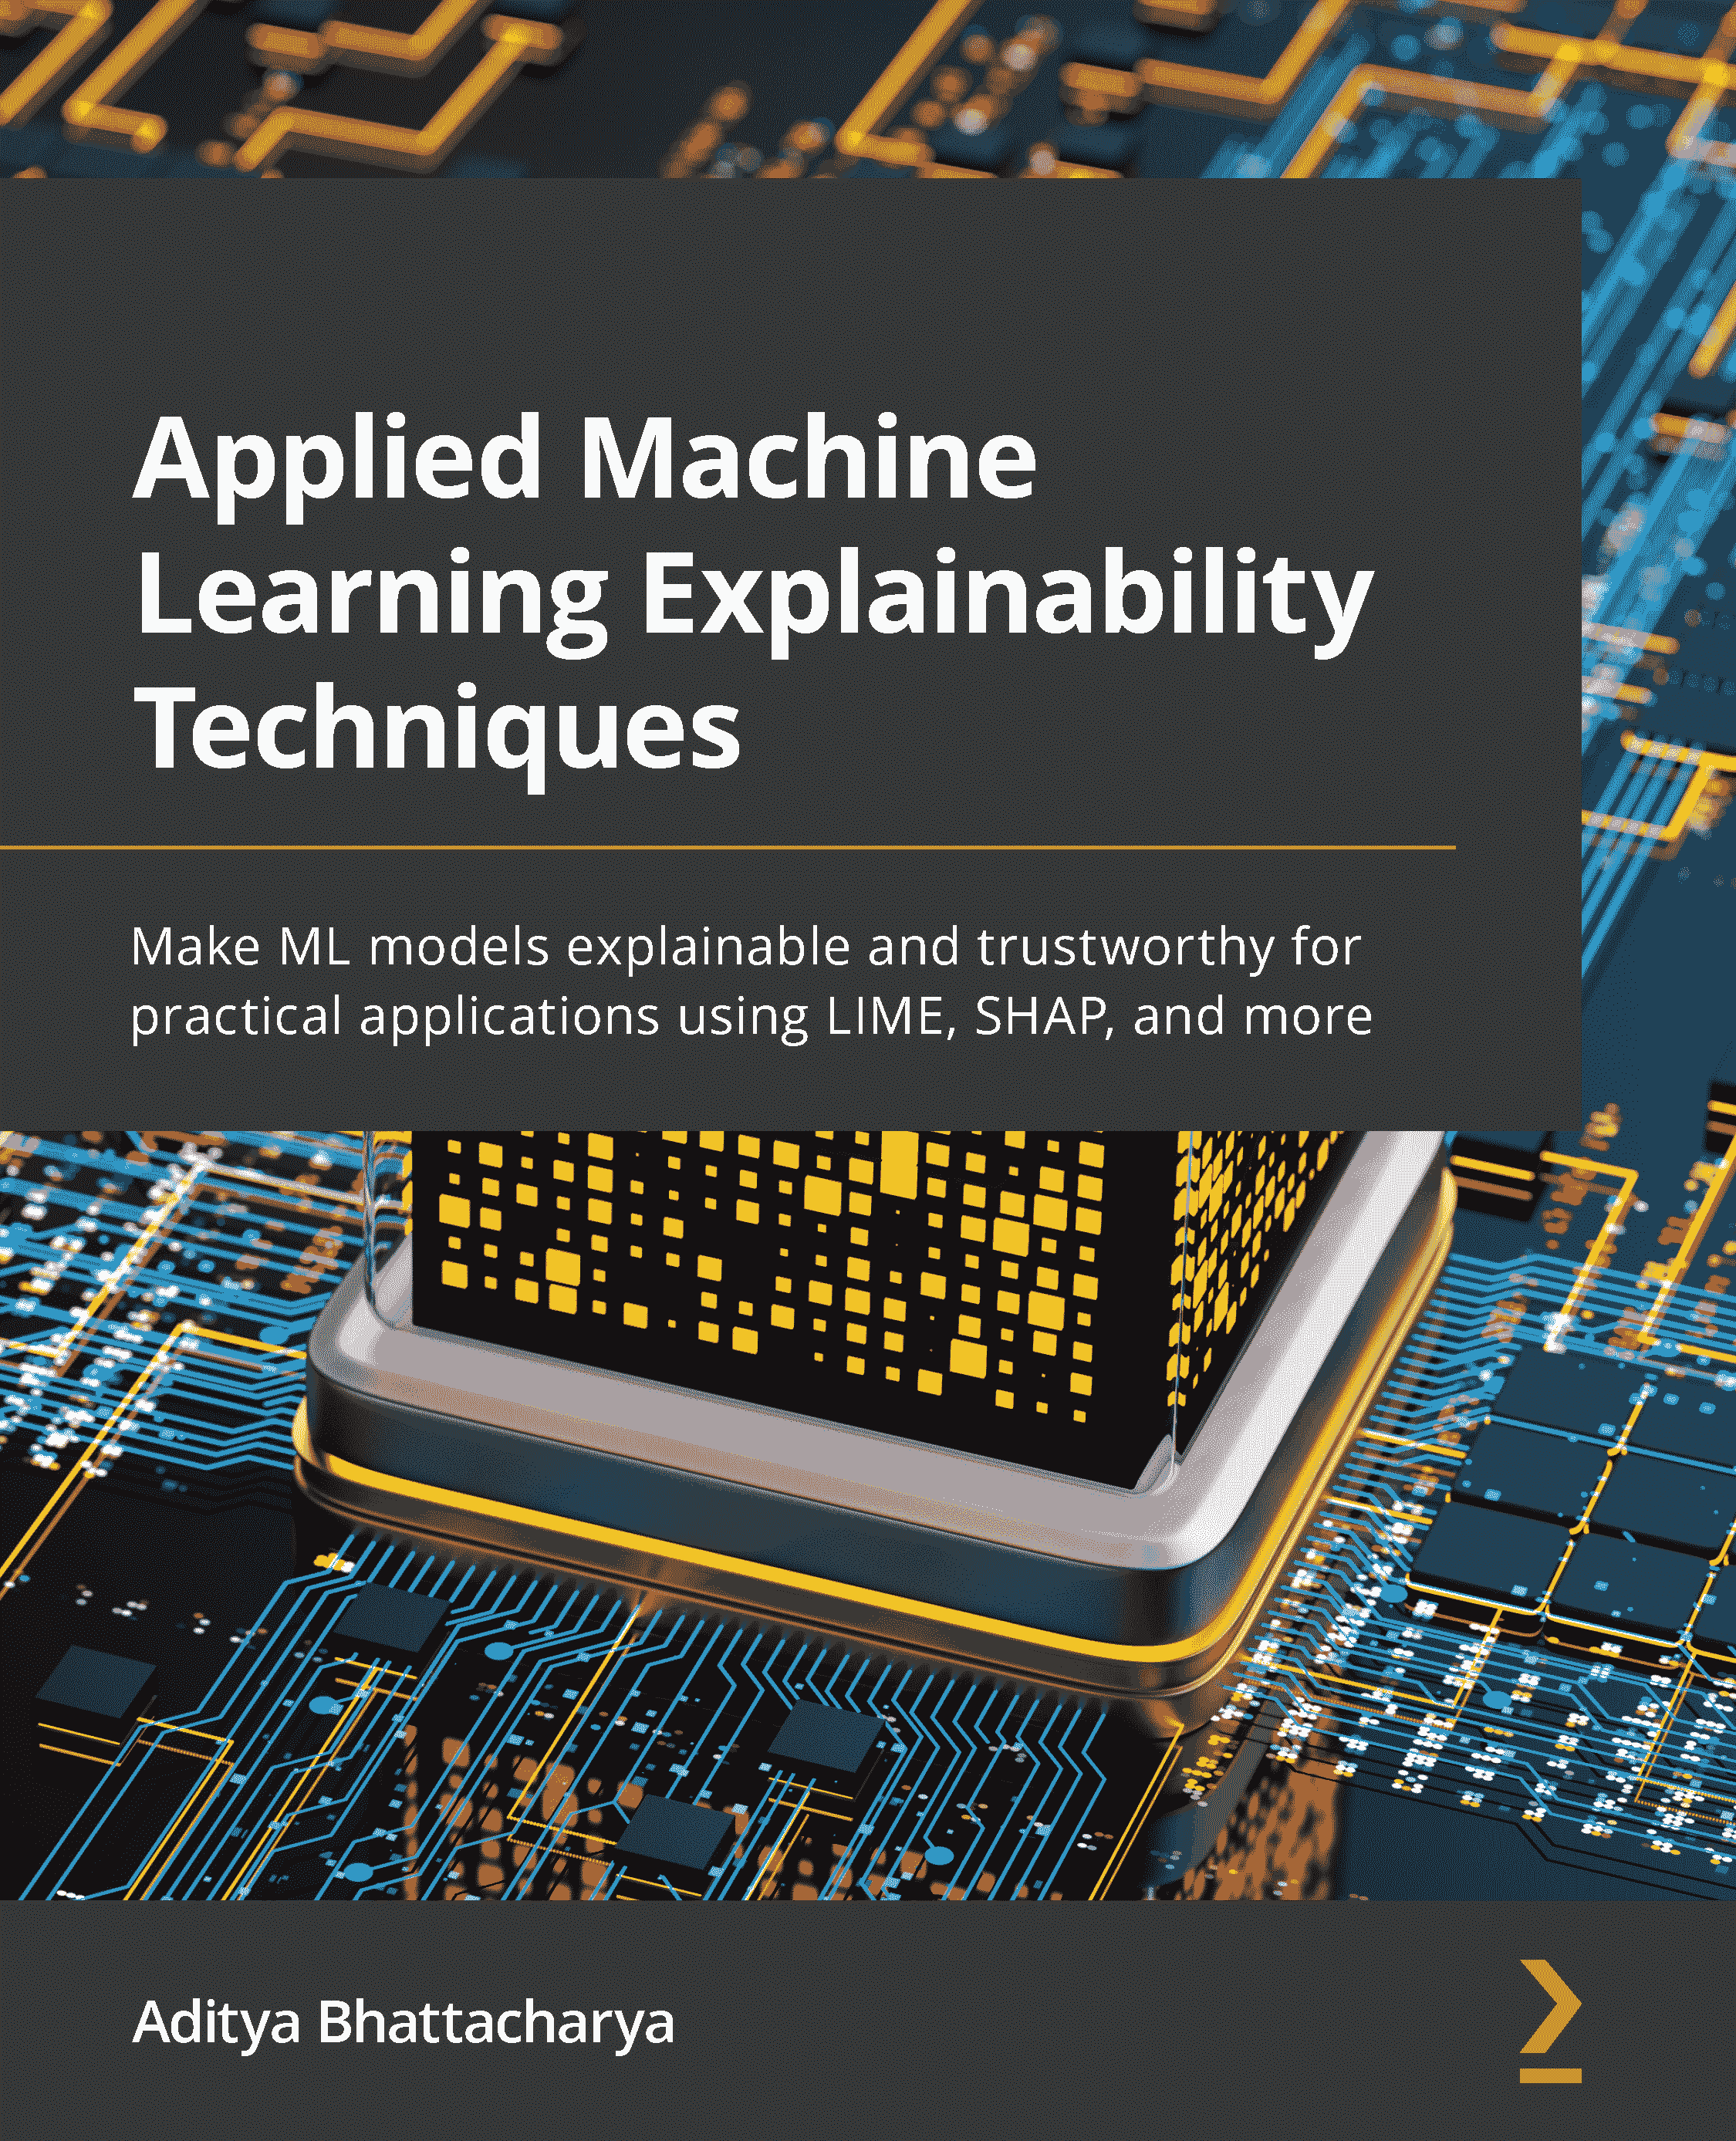 Applied Machine
Learning Explainability
Techniques
Make ML models explainable and trustworthy for
practical applications using LIME, SHAP, and more
Aditya Bhattacharya